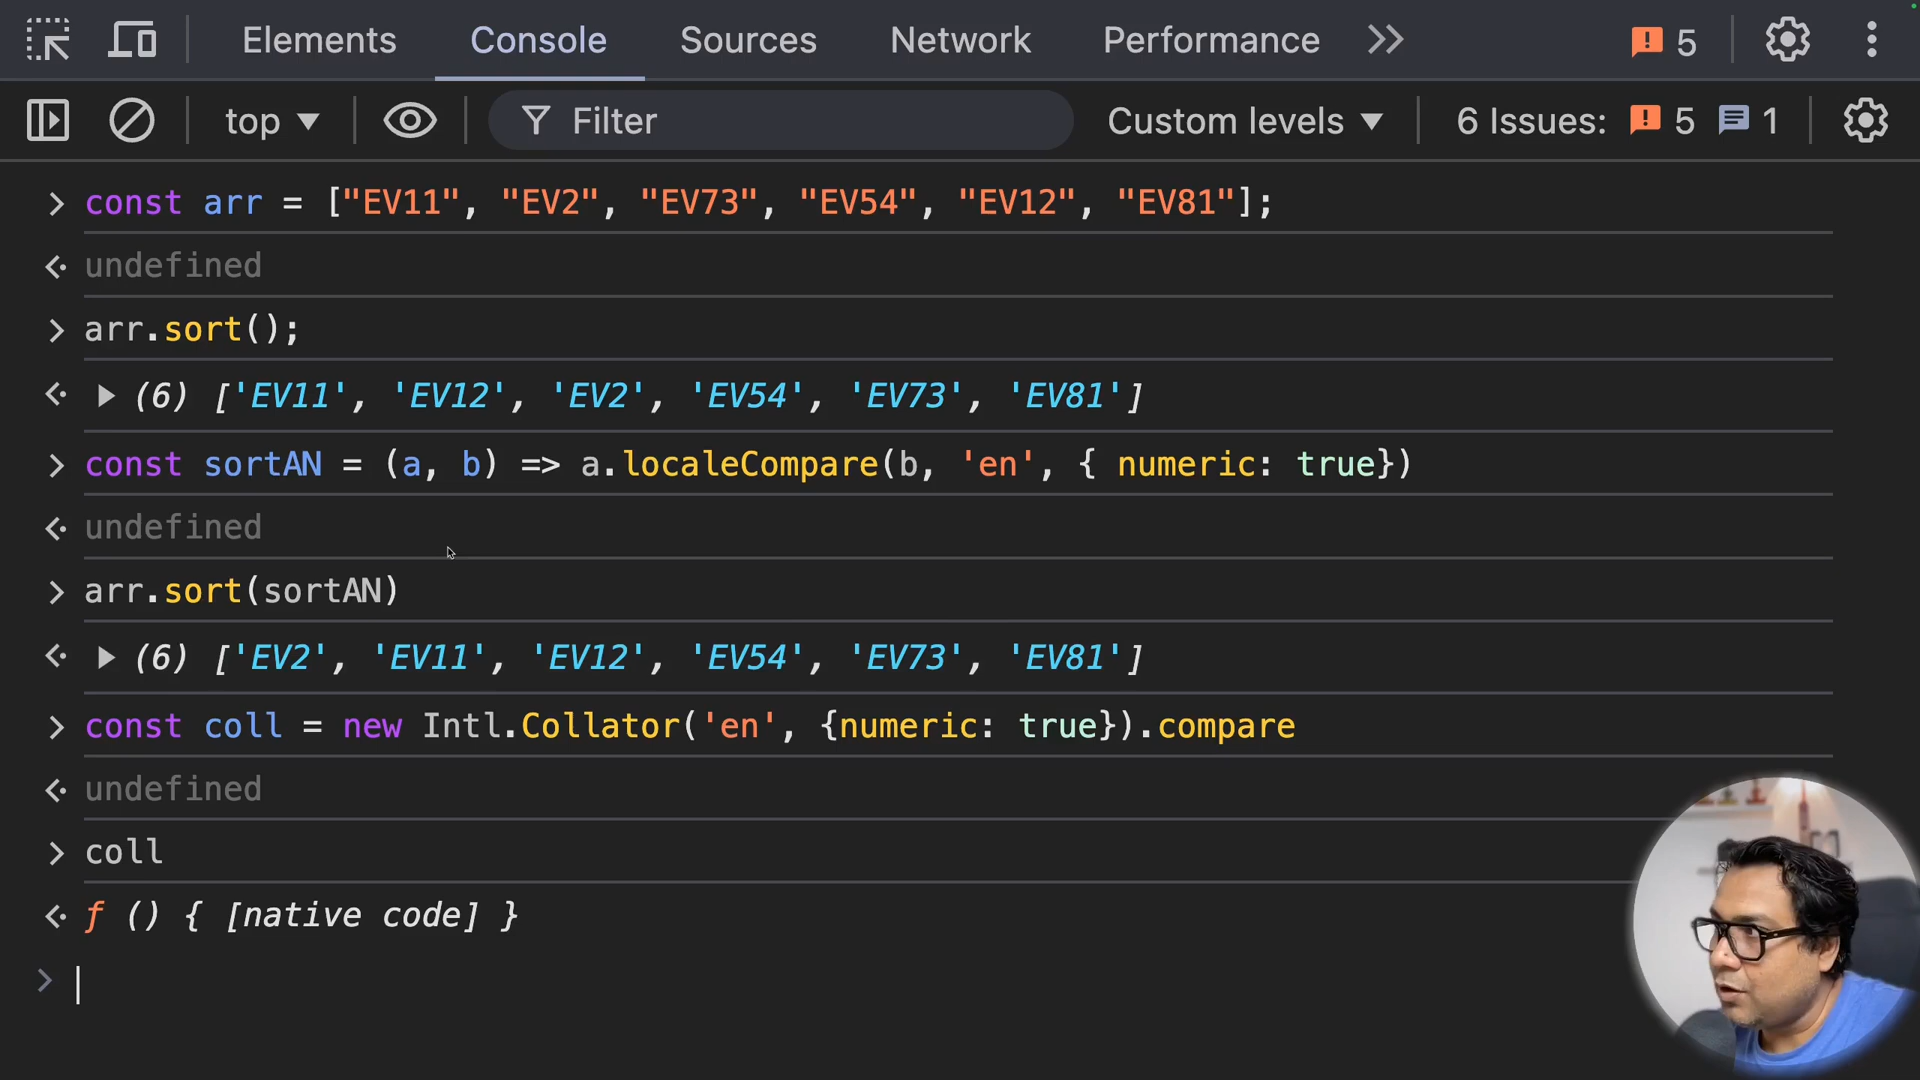 Elements Console Sources Network Performance 5
top Filter Custom levels 6 Issues: 5 1
> const arr = ["EV11", "EV2", "EV73", "EV54", "EV12", "EV81"];
undefined
> arr.sort();
(6) ['EV11', 'EV12', 'EV2', 'EV54', 'EV73', 'EV81']
> const sortAN = (a, b) => a.localeCompare(b, 'en', { numeric: true})
undefined
> arr.sort(sortAN)
(6) ['EV2', 'EV11', 'EV12', 'EV54', 'EV73', 'EV81']
> const coll = new Intl.Collator('en', {numeric: true}).compare
undefined
> coll
ƒ () { [native code] }
>